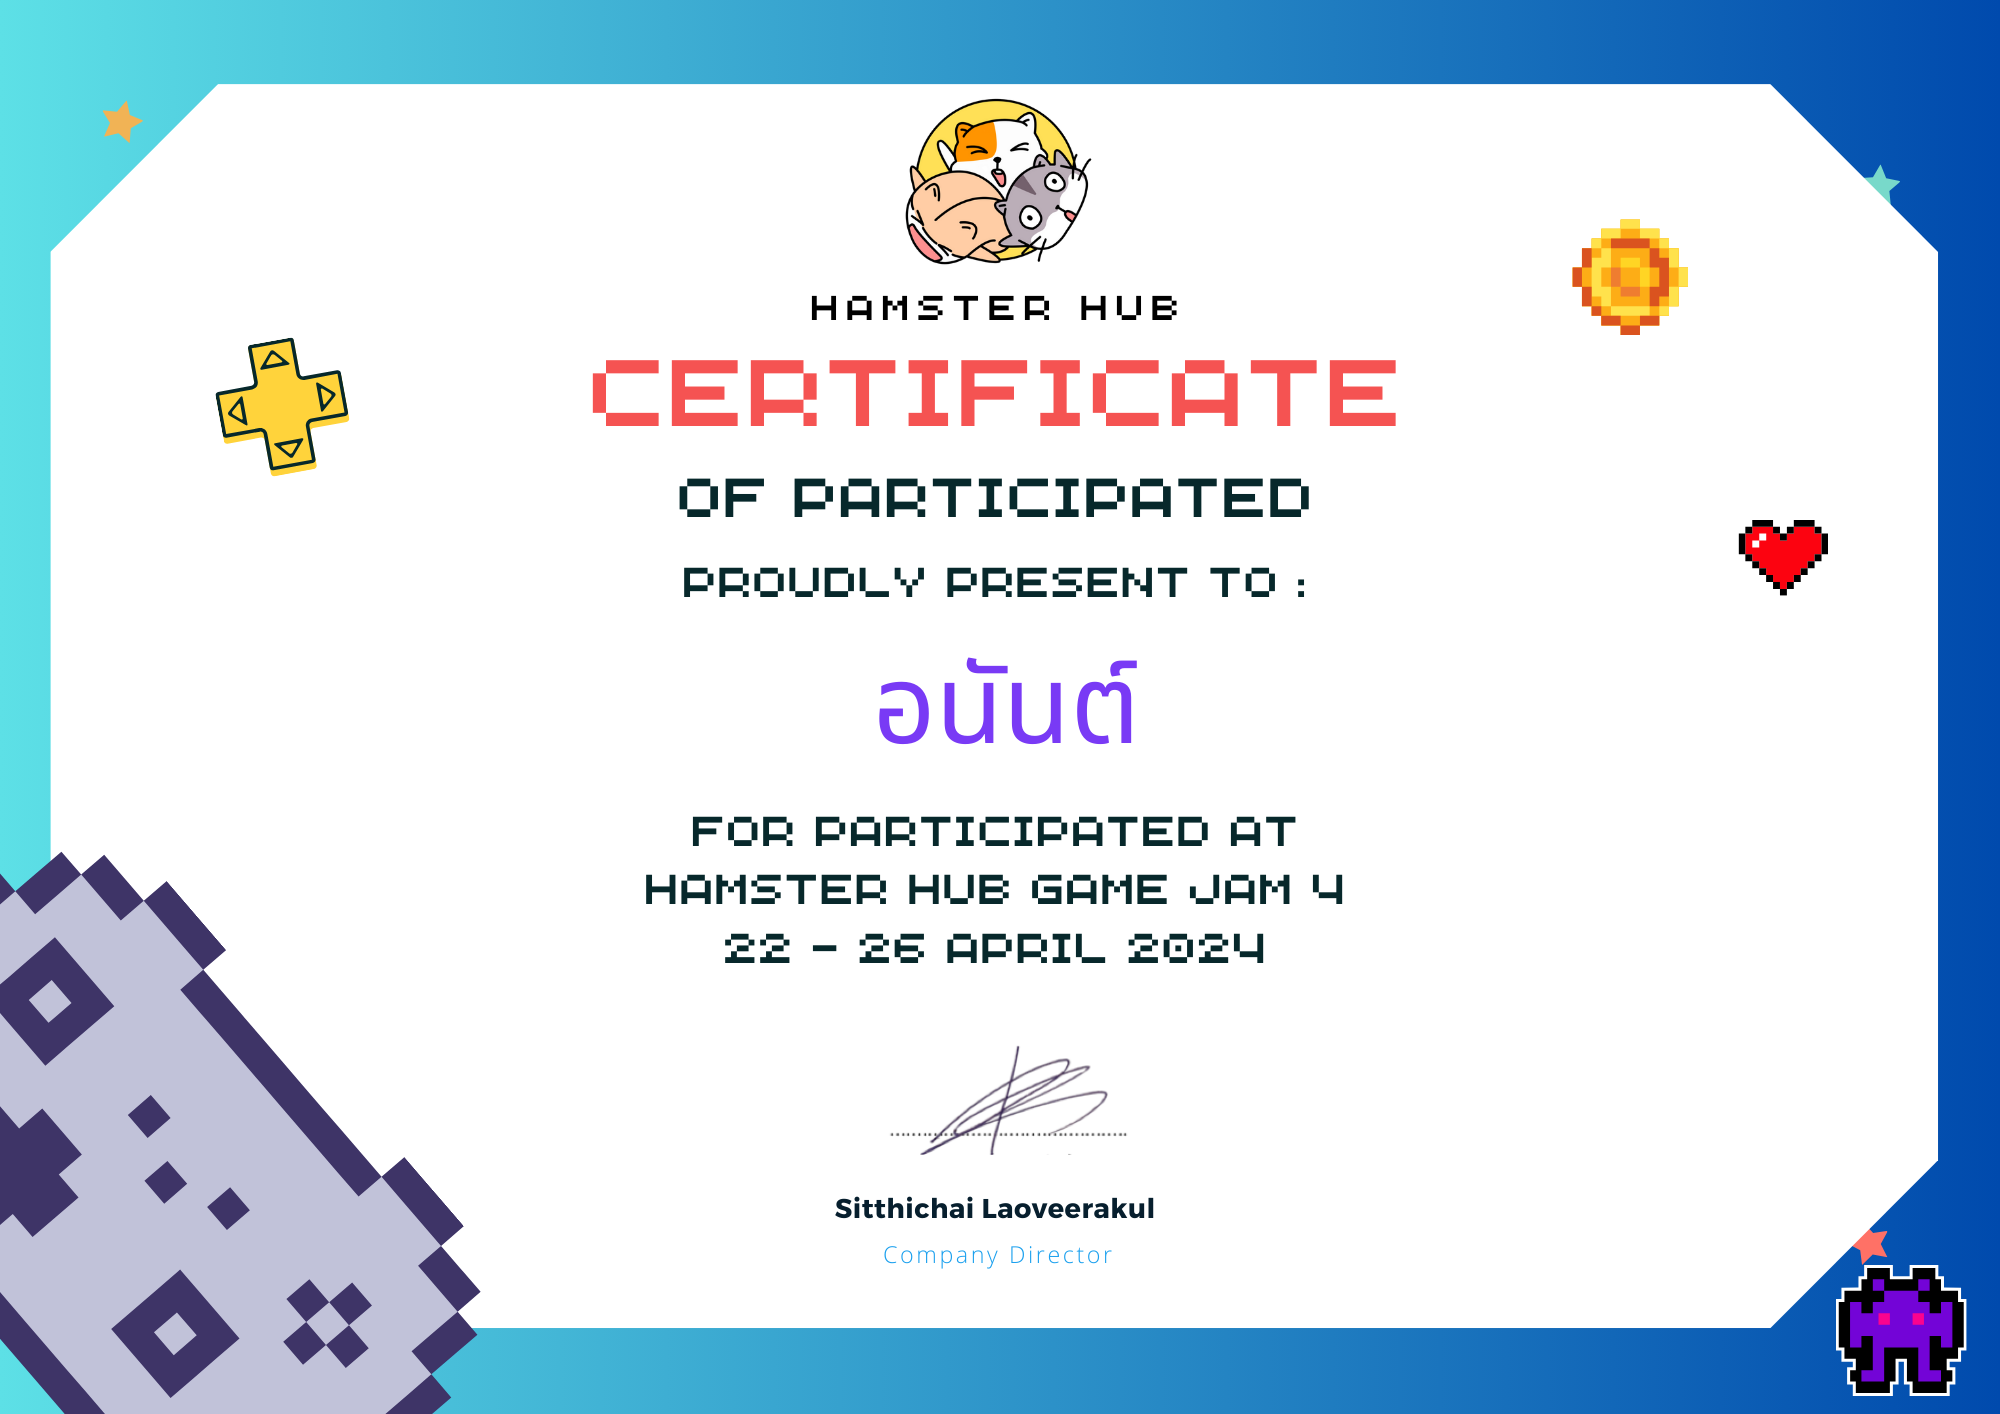 HAMSTER HUB
CERTIFICATE
OF PARTICIPATED
PROUDLY PRESENT TO :
อนันต์
FOR PARTICIPATED AT
HAMSTER HUB GAME JAM 4
22 - 26 APRIL 2024
Sitthichai Laoveerakul
Company Director